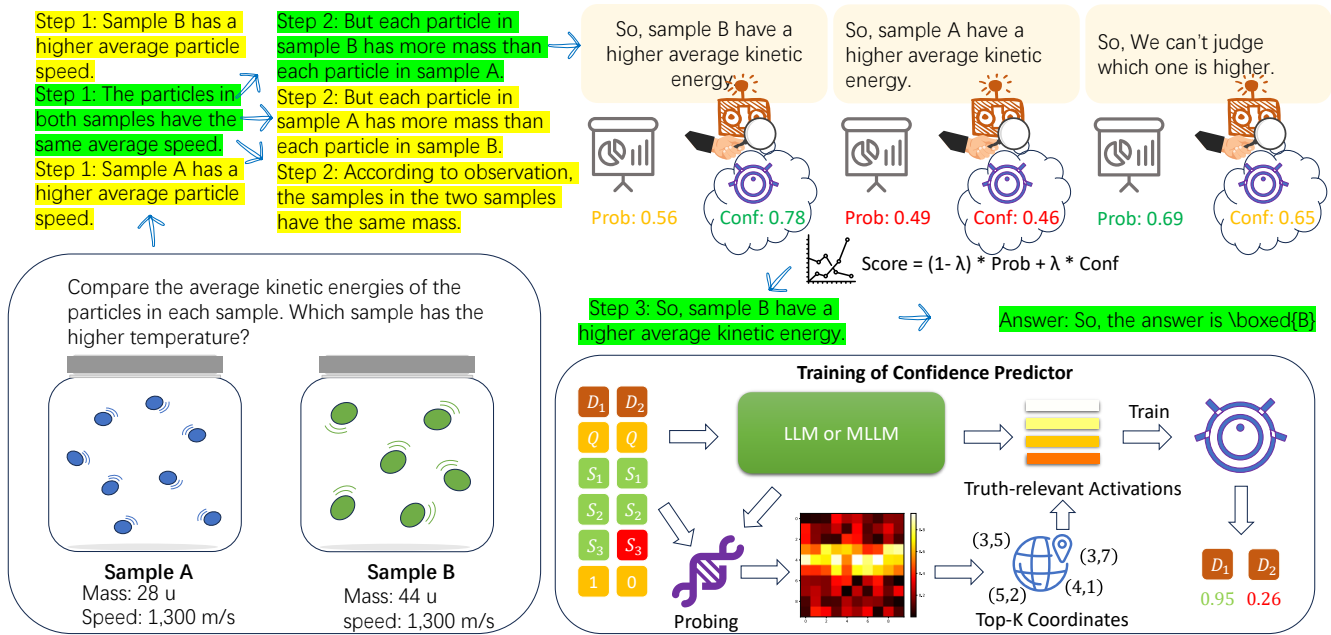 Step 1: Sample B has a
higher average particle
speed.
Step 1: The particles in
both samples have the
same average speed.
Step 1: Sample A has a
higher average particle
speed.
Step 2: But each particle in
sample B has more mass than
each particle in sample A.
Step 2: But each particle in
sample A has more mass than
each particle in sample B.
Step 2: According to observation,
the samples in the two samples
have the same mass.
So, sample B have a
higher average kinetic
energy.
Prob: 0.56
Conf: 0.78
So, sample A have a
higher average kinetic
energy.
Prob: 0.49
Conf: 0.46
So, We can't judge
which one is higher.
Prob: 0.69
Conf: 0.65
Score = (1- λ) * Prob + λ * Conf
Step 3: So, sample B have a
higher average kinetic energy.
Answer: So, the answer is \boxed{B}
Compare the average kinetic energies of the
particles in each sample. Which sample has the
higher temperature?
Sample A
Mass: 28 u
Speed: 1,300 m/s
Sample B
Mass: 44 u
speed: 1,300 m/s
Training of Confidence Predictor
D₁ D₂
Q Q
S₁ S₁
S₂ S₂
S₃ S₃
1 0
LLM or MLLM
Train
Truth-relevant Activations
Probing
(3,5)
(3,7)
(5,2)
(4,1)
Top-K Coordinates
D₁ D₂
0.95 0.26